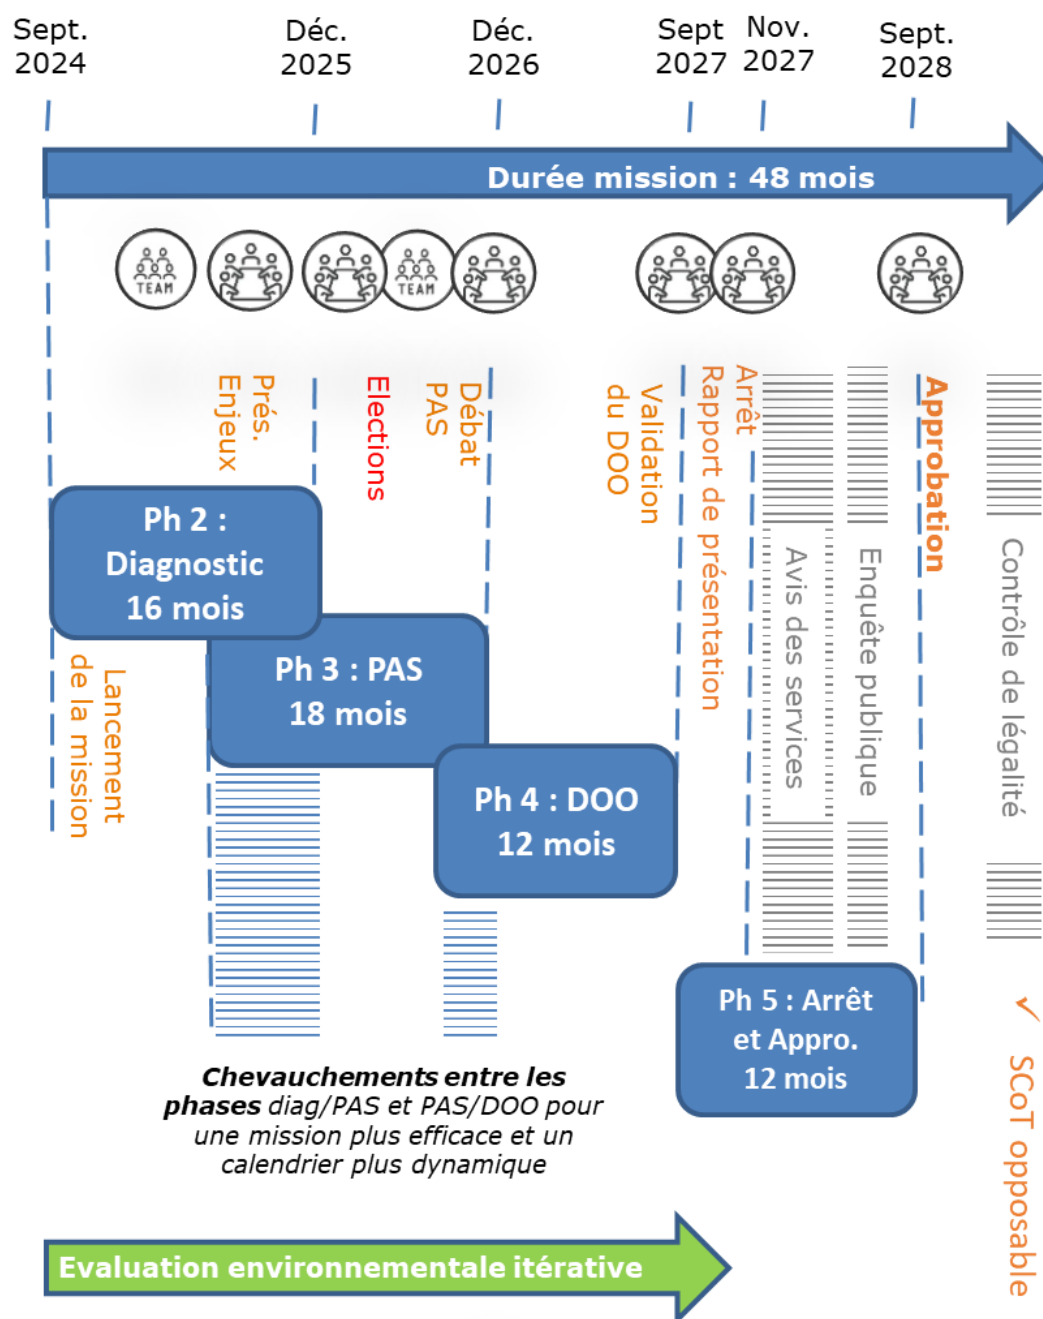 Sept.
2024
Déc.
2025
Déc.
2026
Sept
2027
Nov.
2027
Sept.
2028
Durée mission : 48 mois
TEAM
TEAM
Prés.
Enjeux
Elections
Débat
PAS
Validation
du DOO
Arrêt
Rapport de présentation
Approbation
Ph 2 :
Diagnostic
16 mois
Lancement
de la mission
Ph 3 : PAS
18 mois
Ph 4 : DOO
12 mois
Avis des services
Enquête publique
Contrôle de légalité
Ph 5 : Arrêt
et Appro.
12 mois
✓ SCoT opposable
Chevauchements entre les
phases diag/PAS et PAS/DOO pour
une mission plus efficace et un
calendrier plus dynamique
Evaluation environnementale itérative